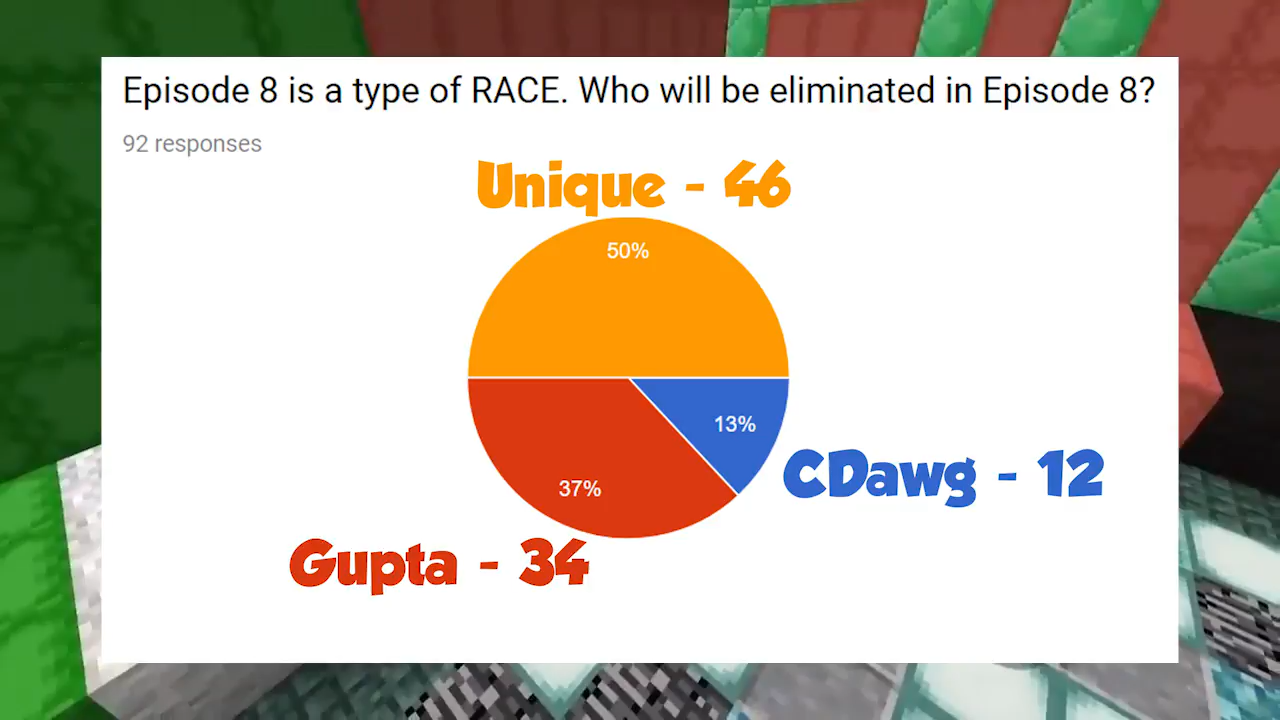 Episode 8 is a type of RACE. Who will be eliminated in Episode 8?
92 responses
Unique - 46
50%
13%
CDawg - 12
37%
Gupta - 34